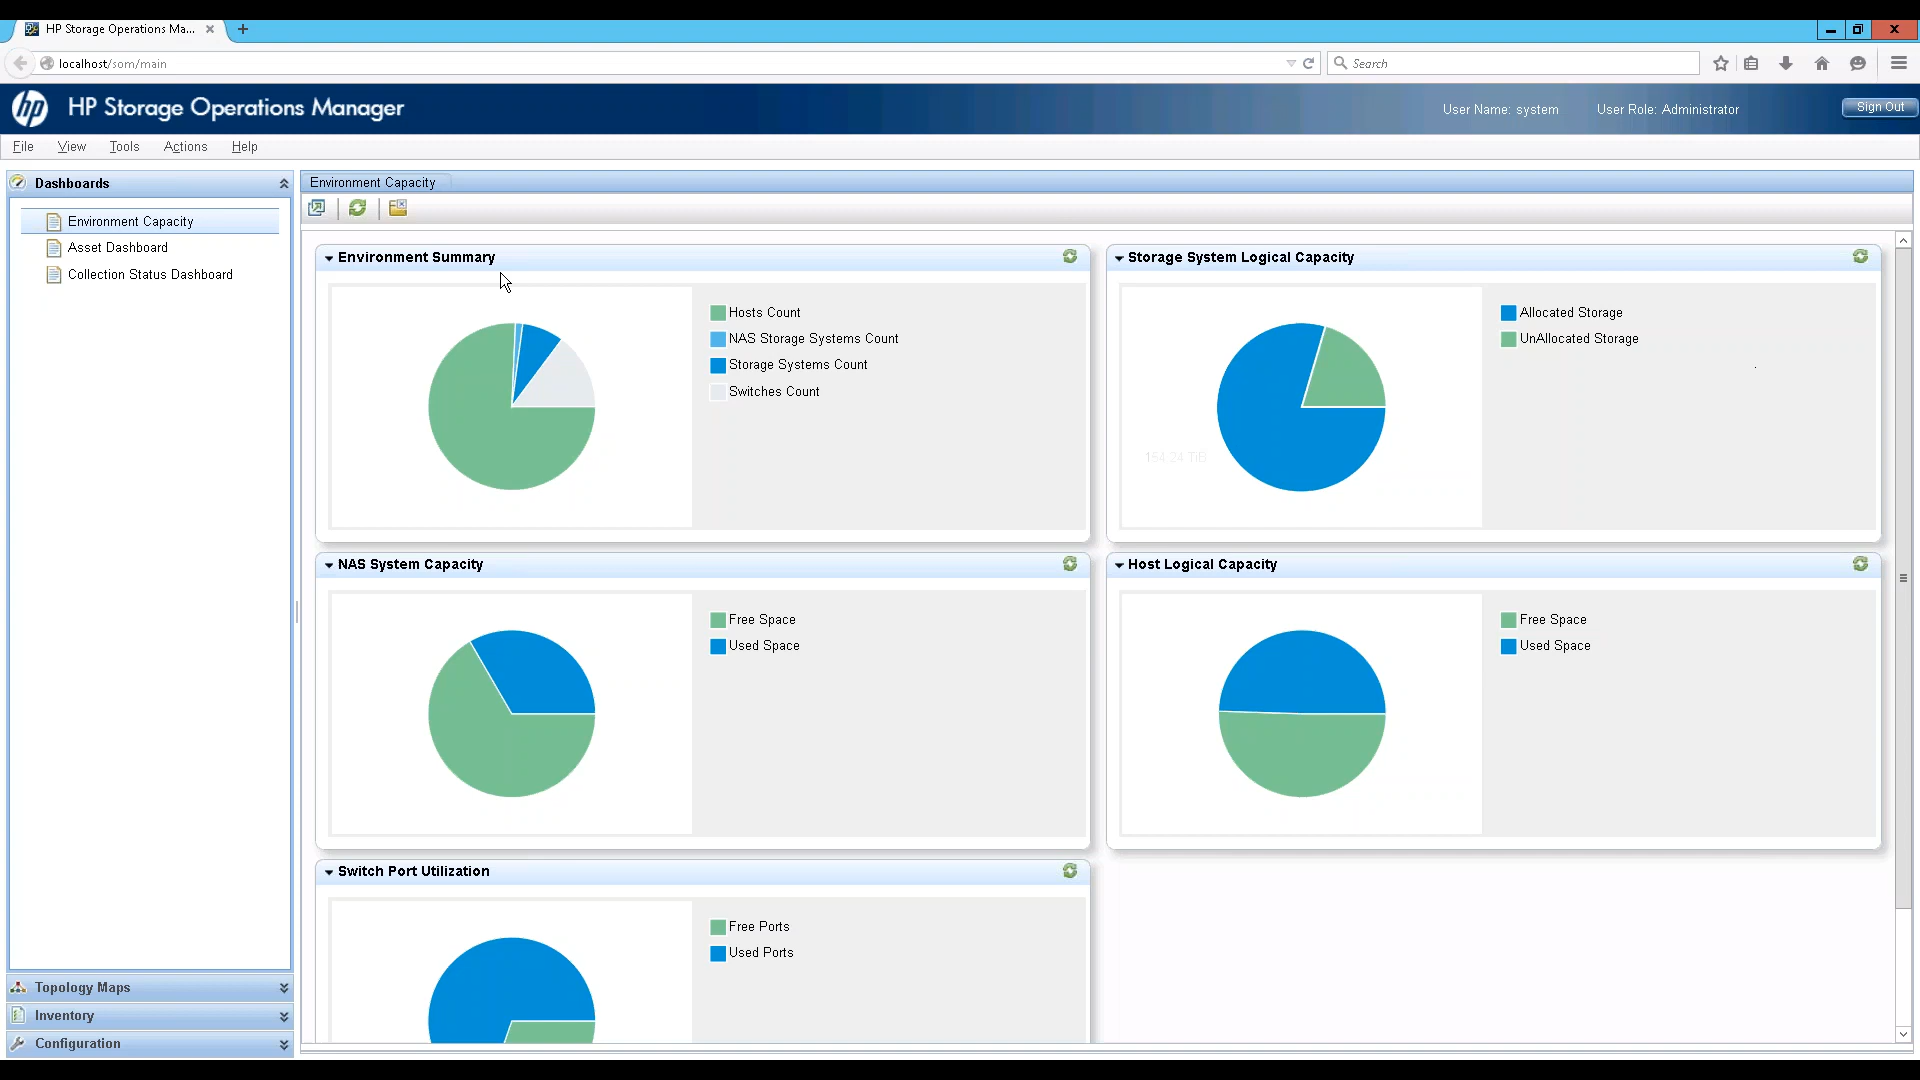 HP Storage Operations Ma...
localhost/som/main
Search
hp HP Storage Operations Manager
User Name: system User Role: Administrator Sign Out
File View Tools Actions Help
Dashboards
Environment Capacity
Asset Dashboard
Collection Status Dashboard
Topology Maps
Inventory
Configuration
Environment Capacity
Environment Summary
Hosts Count
NAS Storage Systems Count
Storage Systems Count
Switches Count
Storage System Logical Capacity
Allocated Storage
UnAllocated Storage
164.24 TiB
NAS System Capacity
Free Space
Used Space
Host Logical Capacity
Free Space
Used Space
Switch Port Utilization
Free Ports
Used Ports